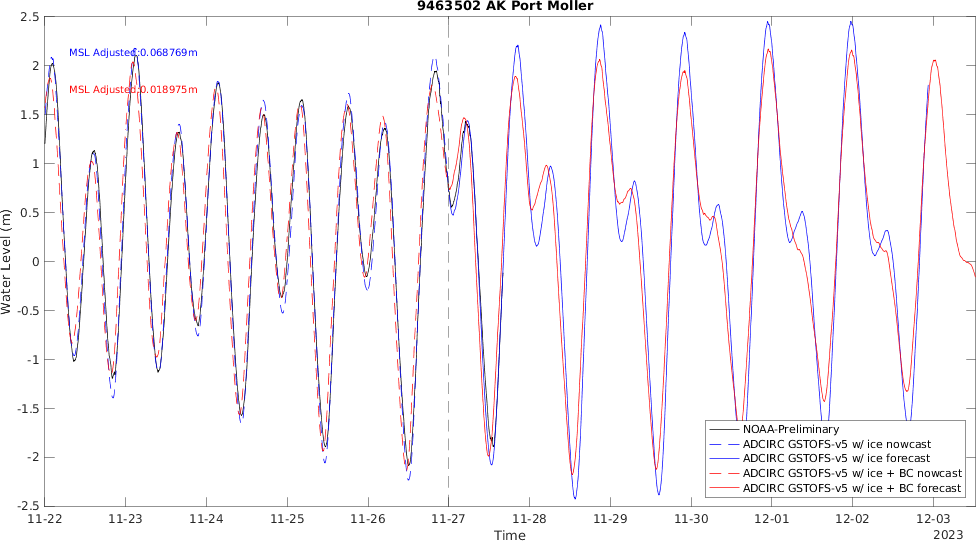 9463502 AK Port Moller
2.5
2
1.5
1
0.5
0
-0.5
-1
-1.5
-2
-2.5
Water Level (m)
MSL Adjusted:0.068769m
MSL Adjusted:0.018975m
NOAA-Preliminary
ADCIRC GSTOFS-v5 w/ ice nowcast
ADCIRC GSTOFS-v5 w/ ice forecast
ADCIRC GSTOFS-v5 w/ ice + BC nowcast
ADCIRC GSTOFS-v5 w/ ice + BC forecast
11-22 11-23 11-24 11-25 11-26 11-27 11-28 11-29 11-30 12-01 12-02 12-03
Time
2023